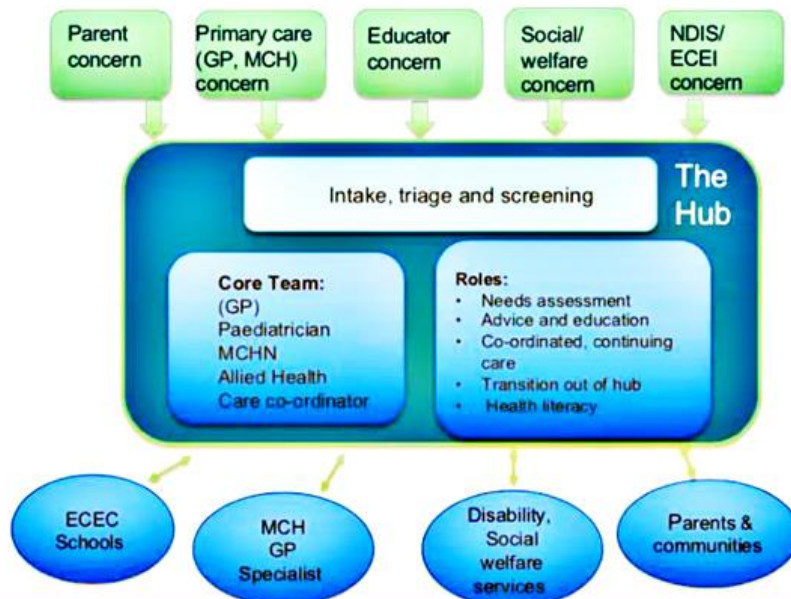 Parent
concern
Primary care
(GP, MCH)
concern
Educator
concern
Social/
welfare
concern
NDIS/
ECEI
concern
The
Hub
Intake, triage and screening
Core Team:
(GP)
Paediatrician
MCHN
Allied Health
Care co-ordinator
Roles:
• Needs assessment
• Advice and education
• Co-ordinated, continuing
care
• Transition out of hub
• Health literacy
ECEC
Schools
MCH
GP
Specialist
Disability,
Social
welfare
services
Parents &
communities